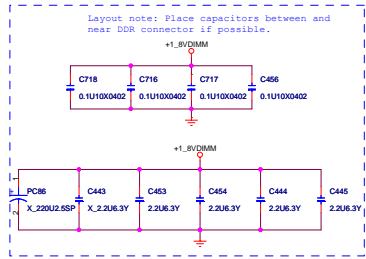 Layout note: Place capacitors between and
near DDR connector if possible.
+1_8VDIMM
C718 C716 C717 C456
0.1U10X0402 0.1U10X0402 0.1U10X0402 0.1U10X0402
+1_8VDIMM
1
+
PC86 C443 C453 C454 C444 C445
X_220U2.5SP X_2.2U6.3Y 2.2U6.3Y 2.2U6.3Y 2.2U6.3Y 2.2U6.3Y
2